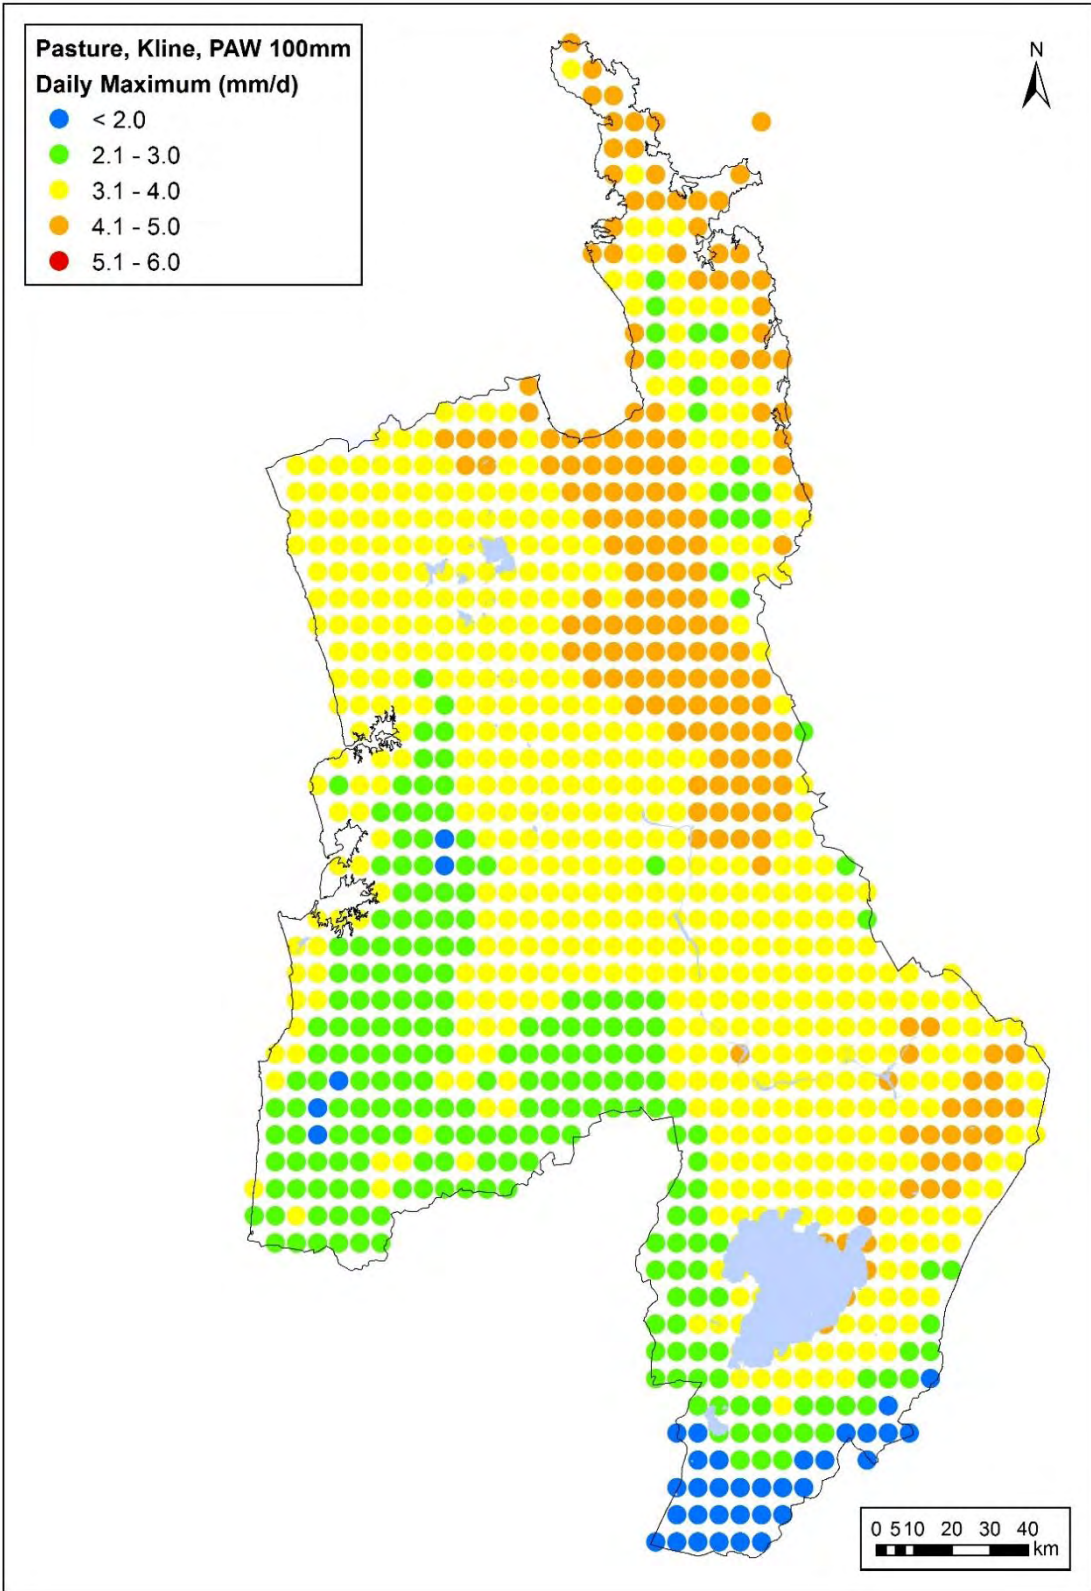 Pasture, Kline, PAW 100mm
Daily Maximum (mm/d)
< 2.0
2.1 - 3.0
3.1 - 4.0
4.1 - 5.0
5.1 - 6.0
N
0 5 10 20 30 40
km